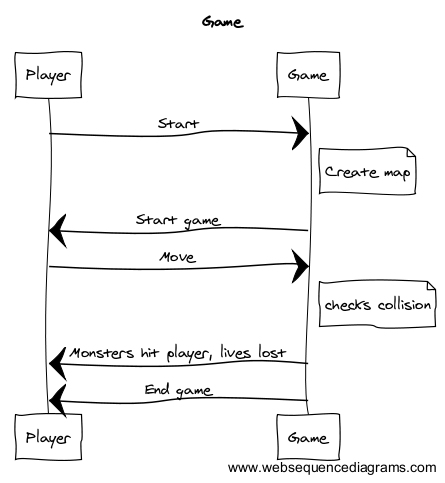 Game
Player
Game
Start
Create map
Start game
Move
checks collision
Monsters hit player, lives lost
End game
Player
Game
www.websequencediagrams.com